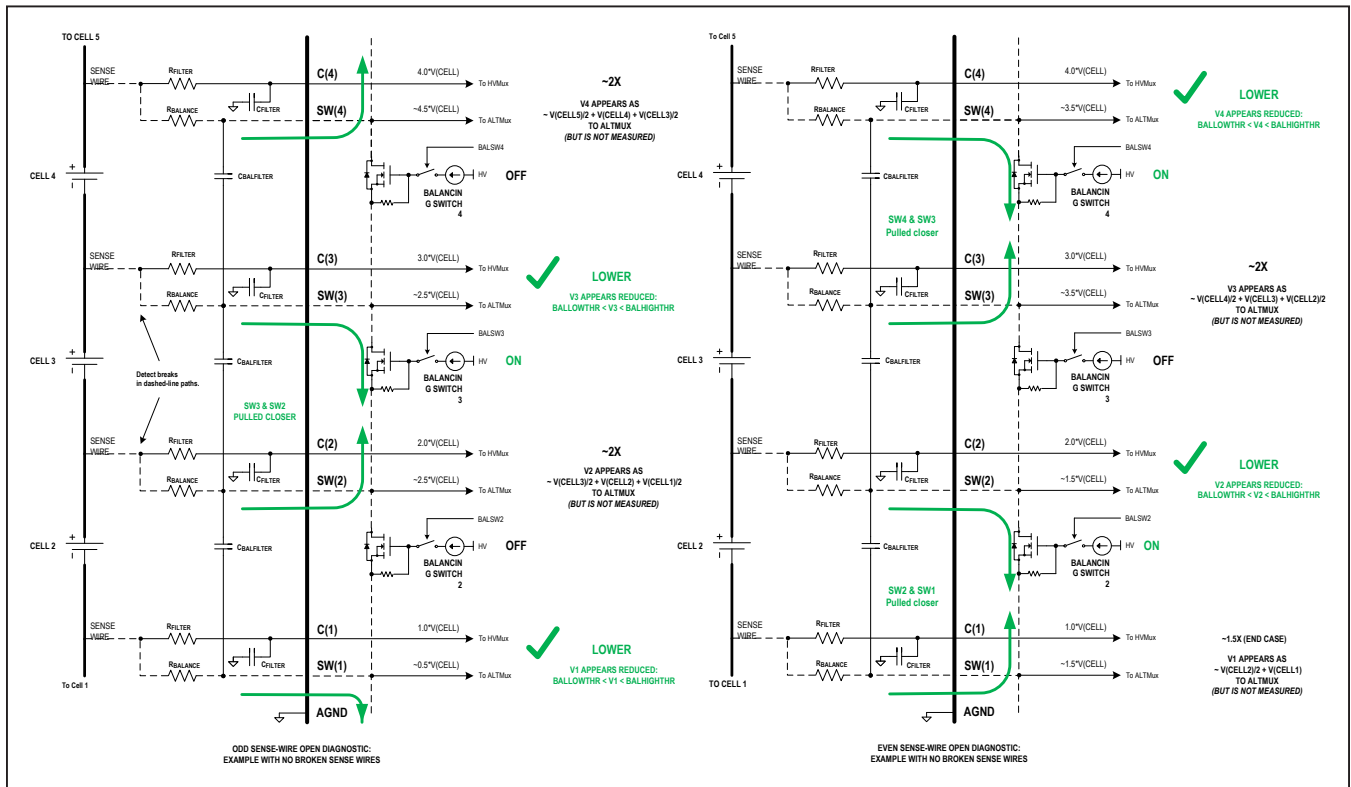 TO CELL 5
SENSE
WIRE
RFILTER
C(4)
4.0*V(CELL)
To HVMux
CFILTER
RBALANCE
SW(4)
~4.5*V(CELL)
To ALTMux
~2X
V4 APPEARS AS
~ V(CELL5)/2 + V(CELL4) + V(CELL3)/2
TO ALTMUX
(BUT IS NOT MEASURED)
BALSW4
CELL 4
+
–
CBALFILTER
HV
OFF
BALANCIN
G SWITCH
4
SENSE
WIRE
RFILTER
C(3)
3.0*V(CELL)
To HVMux
CFILTER
RBALANCE
SW(3)
~2.5*V(CELL)
To ALTMux
LOWER
V3 APPEARS REDUCED:
BALLOWTHR < V3 < BALHIGHTHR
BALSW3
CELL 3
+
–
Detect breaks
in dashed-line paths.
CBALFILTER
HV
ON
BALANCIN
G SWITCH
3
SW3 & SW2
PULLED CLOSER
SENSE
WIRE
RFILTER
C(2)
2.0*V(CELL)
To HVMux
CFILTER
RBALANCE
SW(2)
~2.5*V(CELL)
To ALTMux
~2X
V2 APPEARS AS
~ V(CELL3)/2 + V(CELL2) + V(CELL1)/2
TO ALTMUX
(BUT IS NOT MEASURED)
BALSW2
CELL 2
+
–
CBALFILTER
HV
OFF
BALANCIN
G SWITCH
2
SENSE
WIRE
RFILTER
C(1)
1.0*V(CELL)
To HVMux
CFILTER
RBALANCE
SW(1)
~0.5*V(CELL)
To ALTMux
LOWER
V1 APPEARS REDUCED:
BALLOWTHR < V1 < BALHIGHTHR
To Cell 1
AGND
ODD SENSE-WIRE OPEN DIAGNOSTIC:
EXAMPLE WITH NO BROKEN SENSE WIRES
To Cell 5
SENSE
WIRE
RFILTER
C(4)
4.0*V(CELL)
To HVMux
CFILTER
RBALANCE
SW(4)
~3.5*V(CELL)
To ALTMux
LOWER
V4 APPEARS REDUCED:
BALLOWTHR < V4 < BALHIGHTHR
BALSW4
CELL 4
+
–
CBALFILTER
HV
ON
BALANCIN
G SWITCH
4
SW4 & SW3
Pulled closer
SENSE
WIRE
RFILTER
C(3)
3.0*V(CELL)
To HVMux
CFILTER
RBALANCE
SW(3)
~3.5*V(CELL)
To ALTMux
~2X
V3 APPEARS AS
~ V(CELL4)/2 + V(CELL3) + V(CELL2)/2
TO ALTMUX
(BUT IS NOT MEASURED)
BALSW3
CELL 3
+
–
CBALFILTER
HV
OFF
BALANCIN
G SWITCH
3
SENSE
WIRE
RFILTER
C(2)
2.0*V(CELL)
To HVMux
CFILTER
RBALANCE
SW(2)
~1.5*V(CELL)
To ALTMux
LOWER
V2 APPEARS REDUCED:
BALLOWTHR < V2 < BALHIGHTHR
BALSW2
CELL 2
+
–
CBALFILTER
HV
ON
BALANCIN
G SWITCH
2
SW2 & SW1
Pulled closer
SENSE
WIRE
RFILTER
C(1)
1.0*V(CELL)
To HVMux
CFILTER
RBALANCE
SW(1)
~1.5*V(CELL)
To ALTMux
~1.5X (END CASE)
V1 APPEARS AS
~ V(CELL2)/2 + V(CELL1)
TO ALTMUX
(BUT IS NOT MEASURED)
TO CELL 1
AGND
EVEN SENSE-WIRE OPEN DIAGNOSTIC:
EXAMPLE WITH NO BROKEN SENSE WIRES